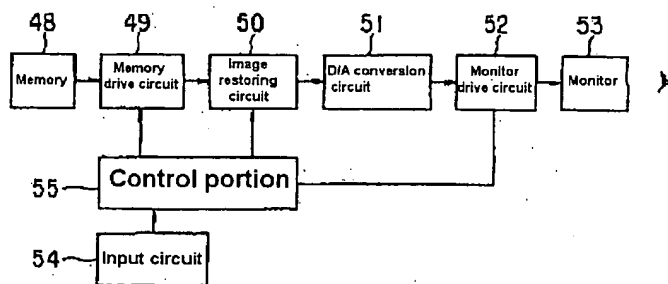 48
49
50
51
52
53
Memory
Memory
drive circuit
Image
restoring
circuit
D/A conversion
circuit
Monitor
drive circuit
Monitor
55
Control portion
54
Input circuit